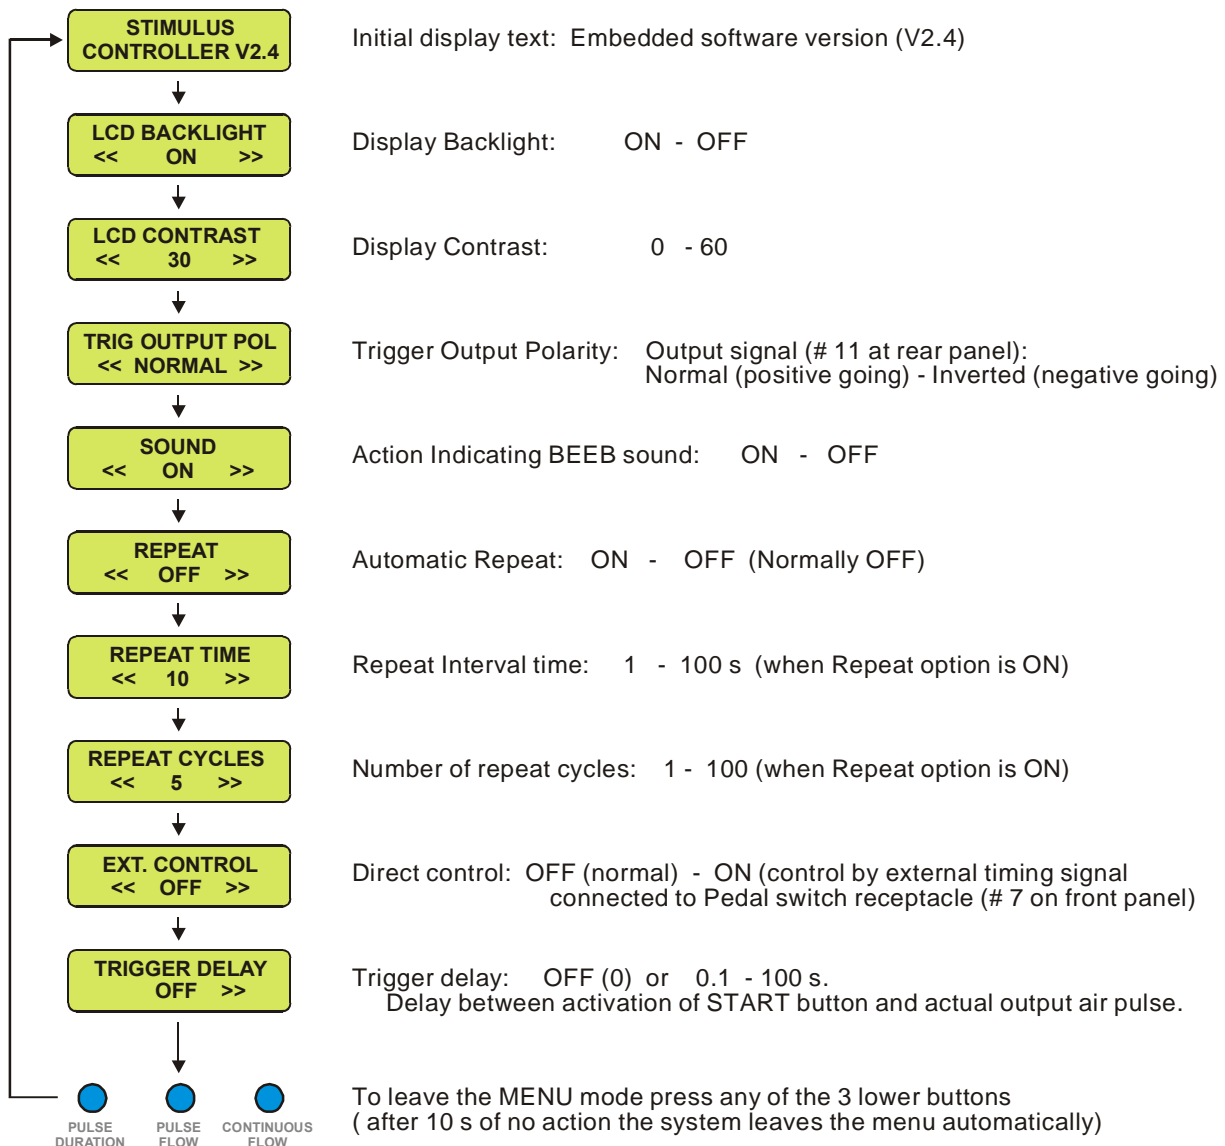 STIMULUS
CONTROLLER V2.4
Initial display text: Embedded software version (V2.4)
LCD BACKLIGHT
<< ON >>
Display Backlight: ON - OFF
LCD CONTRAST
<< 30 >>
Display Contrast: 0 - 60
TRIG OUTPUT POL
<< NORMAL >>
Trigger Output Polarity: Output signal (# 11 at rear panel):
Normal (positive going) - Inverted (negative going)
SOUND
<< ON >>
Action Indicating BEEB sound: ON - OFF
REPEAT
<< OFF >>
Automatic Repeat: ON - OFF (Normally OFF)
REPEAT TIME
<< 10 >>
Repeat Interval time: 1 - 100 s (when Repeat option is ON)
REPEAT CYCLES
<< 5 >>
Number of repeat cycles: 1 - 100 (when Repeat option is ON)
EXT. CONTROL
<< OFF >>
Direct control: OFF (normal) - ON (control by external timing signal
connected to Pedal switch receptacle (# 7 on front panel)
TRIGGER DELAY
OFF >>
Trigger delay: OFF (0) or 0.1 - 100 s.
Delay between activation of START button and actual output air pulse.
PULSE
DURATION
PULSE
FLOW
CONTINUOUS
FLOW
To leave the MENU mode press any of the 3 lower buttons
( after 10 s of no action the system leaves the menu automatically)